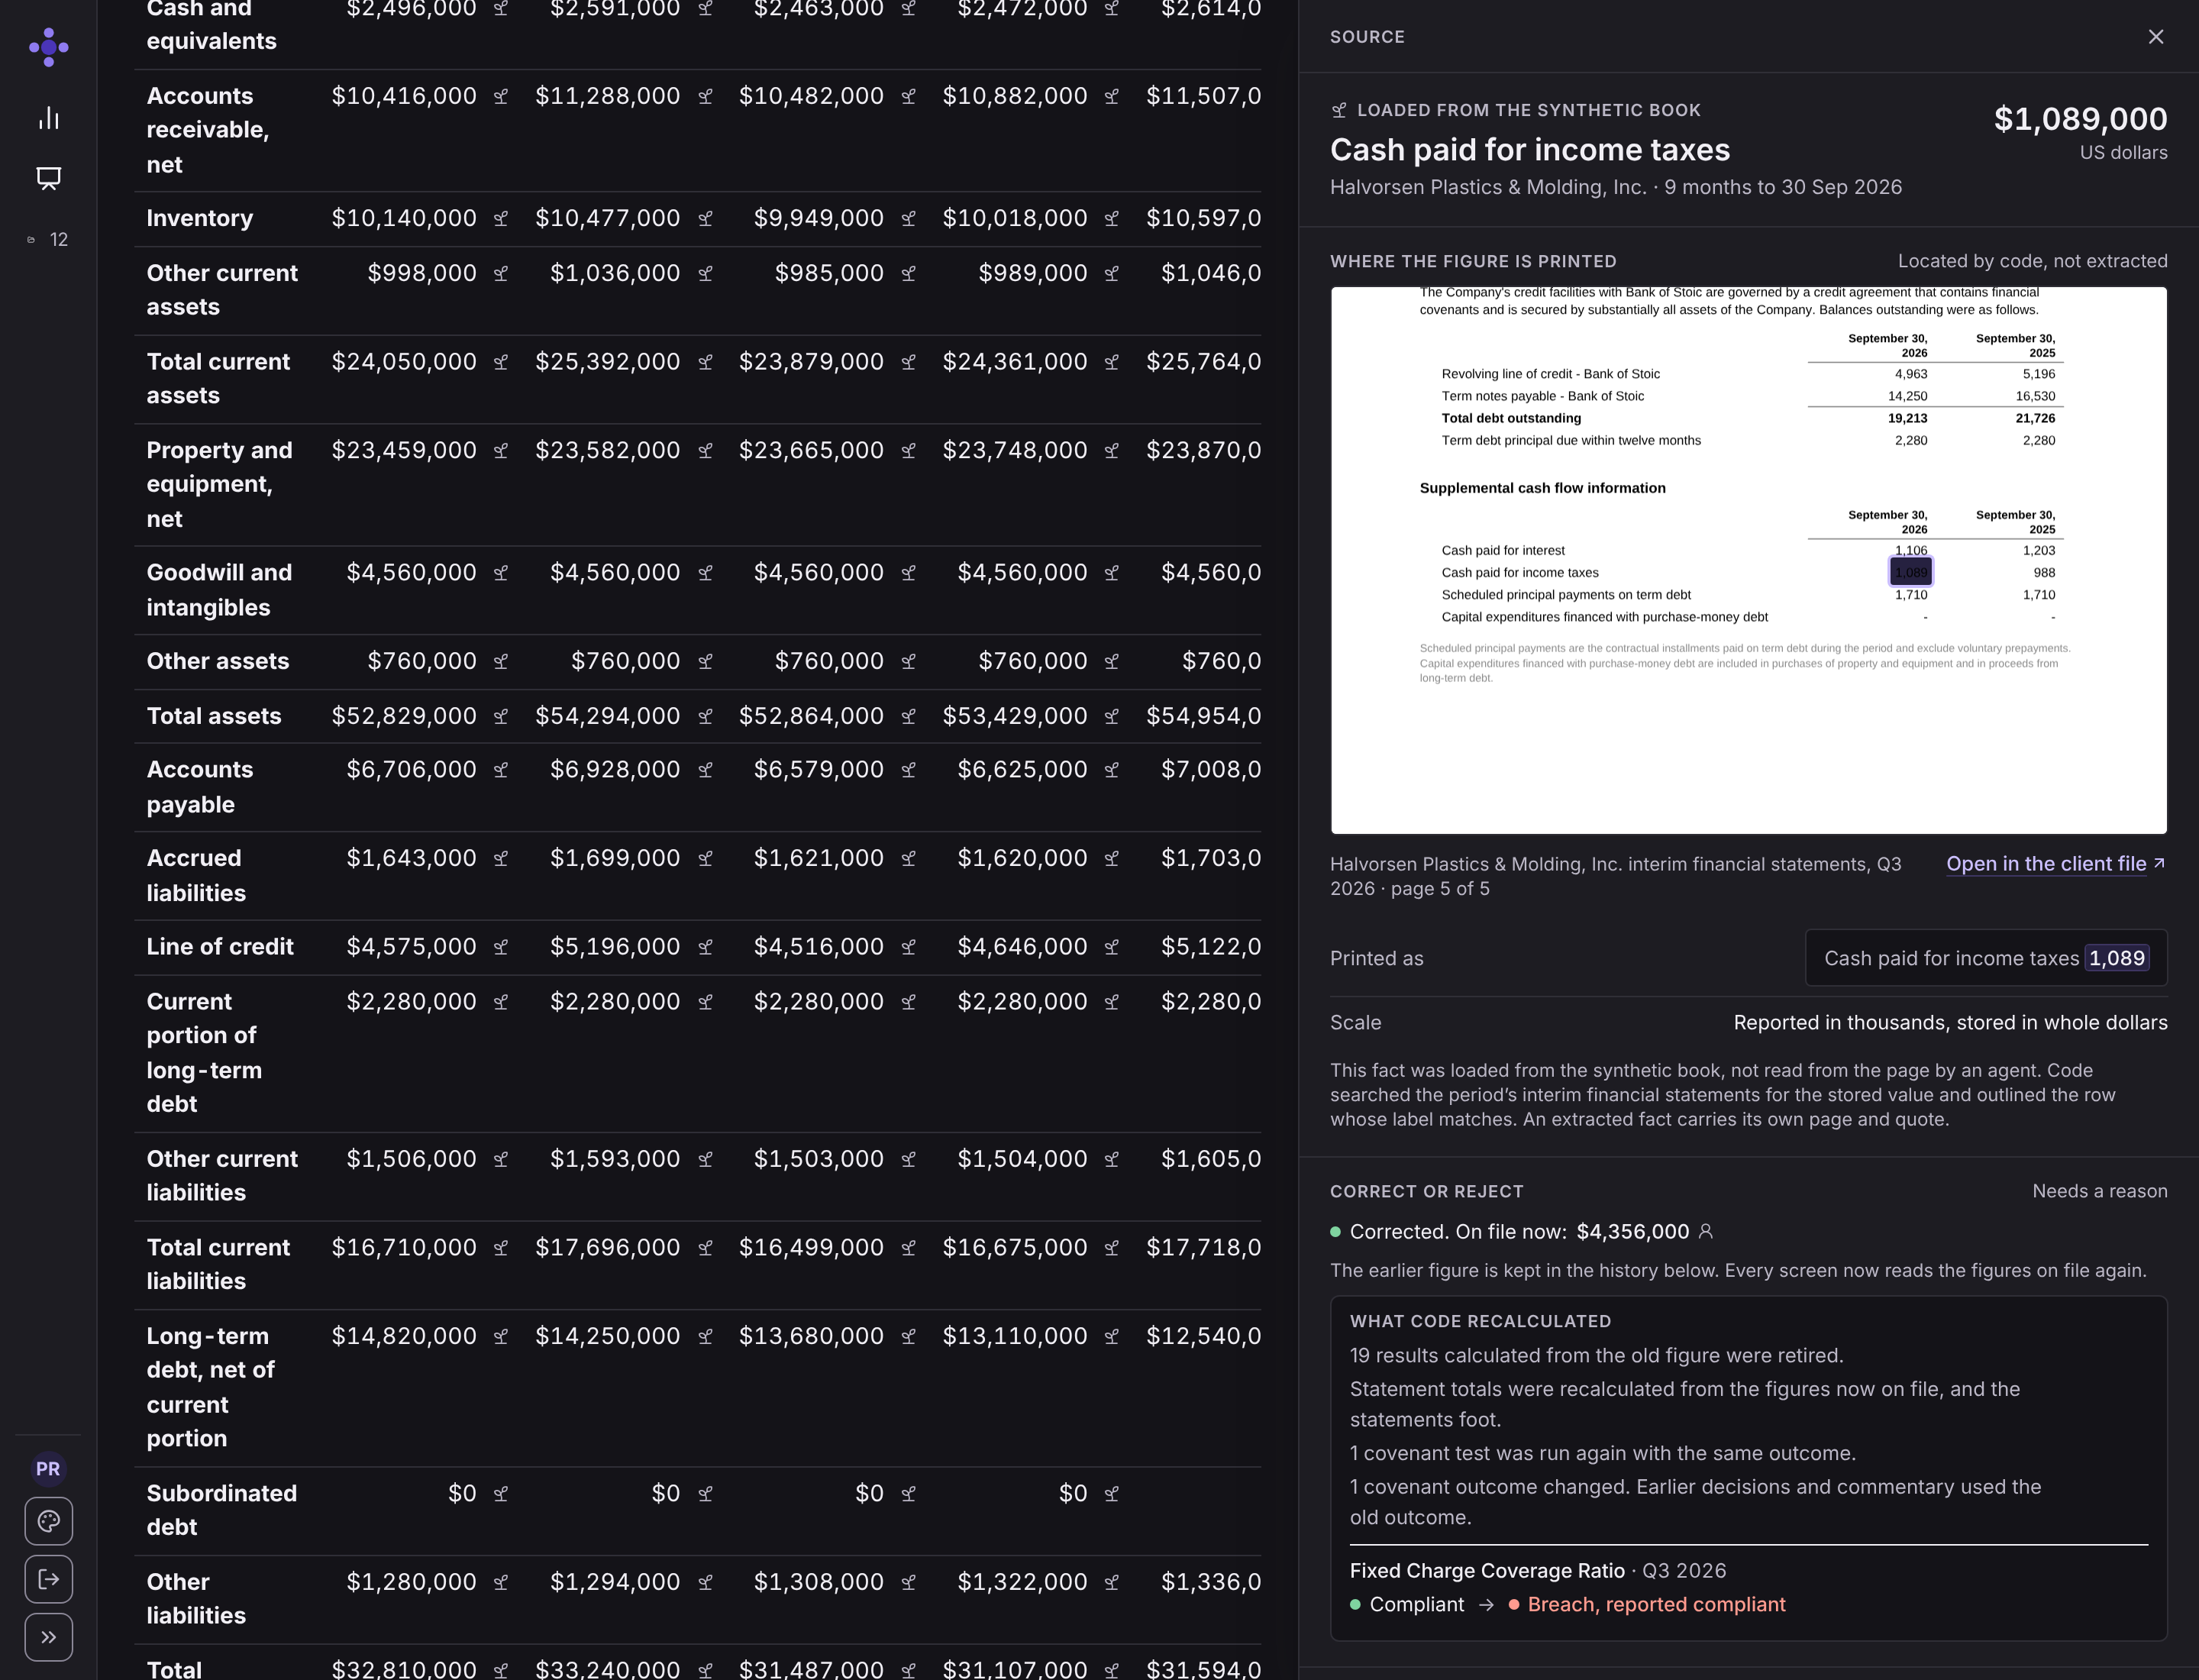 12
PR
Cash and equivalents $2,496,000 $2,591,000 $2,463,000 $2,472,000 $2,614,0
Accounts receivable, net $10,416,000 $11,288,000 $10,482,000 $10,882,000 $11,507,0
Inventory $10,140,000 $10,477,000 $9,949,000 $10,018,000 $10,597,0
Other current assets $998,000 $1,036,000 $985,000 $989,000 $1,046,0
Total current assets $24,050,000 $25,392,000 $23,879,000 $24,361,000 $25,764,0
Property and equipment, net $23,459,000 $23,582,000 $23,665,000 $23,748,000 $23,870,0
Goodwill and intangibles $4,560,000 $4,560,000 $4,560,000 $4,560,000 $4,560,0
Other assets $760,000 $760,000 $760,000 $760,000 $760,0
Total assets $52,829,000 $54,294,000 $52,864,000 $53,429,000 $54,954,0
Accounts payable $6,706,000 $6,928,000 $6,579,000 $6,625,000 $7,008,0
Accrued liabilities $1,643,000 $1,699,000 $1,621,000 $1,620,000 $1,703,0
Line of credit $4,575,000 $5,196,000 $4,516,000 $4,646,000 $5,122,0
Current portion of long-term debt $2,280,000 $2,280,000 $2,280,000 $2,280,000 $2,280,0
Other current liabilities $1,506,000 $1,593,000 $1,503,000 $1,504,000 $1,605,0
Total current liabilities $16,710,000 $17,696,000 $16,499,000 $16,675,000 $17,718,0
Long-term debt, net of current portion $14,820,000 $14,250,000 $13,680,000 $13,110,000 $12,540,0
Subordinated debt $0 $0 $0 $0
Other liabilities $1,280,000 $1,294,000 $1,308,000 $1,322,000 $1,336,0
Total $32,810,000 $33,240,000 $31,487,000 $31,107,000 $31,594,0
SOURCE
LOADED FROM THE SYNTHETIC BOOK
$1,089,000
Cash paid for income taxes
US dollars
Halvorsen Plastics & Molding, Inc. · 9 months to 30 Sep 2026
WHERE THE FIGURE IS PRINTED
Located by code, not extracted
The Company's credit facilities with Bank of Stoic are governed by a credit agreement that contains financial
covenants and is secured by substantially all assets of the Company. Balances outstanding were as follows.
September 30, 2026 September 30, 2025
Revolving line of credit - Bank of Stoic 4,963 5,196
Term notes payable - Bank of Stoic 14,250 16,530
Total debt outstanding 19,213 21,726
Term debt principal due within twelve months 2,280 2,280
Supplemental cash flow information
September 30, 2026 September 30, 2025
Cash paid for interest 1,106 1,203
Cash paid for income taxes 1,089 988
Scheduled principal payments on term debt 1,710 1,710
Capital expenditures financed with purchase-money debt - -
Scheduled principal payments are the contractual installments paid on term debt during the period and exclude voluntary prepayments.
Capital expenditures financed with purchase-money debt are included in purchases of property and equipment and in proceeds from
long-term debt.
Halvorsen Plastics & Molding, Inc. interim financial statements, Q3
2026 · page 5 of 5
Open in the client file
Printed as
Cash paid for income taxes 1,089
Scale
Reported in thousands, stored in whole dollars
This fact was loaded from the synthetic book, not read from the page by an agent. Code
searched the period’s interim financial statements for the stored value and outlined the row
whose label matches. An extracted fact carries its own page and quote.
CORRECT OR REJECT
Needs a reason
Corrected. On file now: $4,356,000
The earlier figure is kept in the history below. Every screen now reads the figures on file again.
WHAT CODE RECALCULATED
19 results calculated from the old figure were retired.
Statement totals were recalculated from the figures now on file, and the
statements foot.
1 covenant test was run again with the same outcome.
1 covenant outcome changed. Earlier decisions and commentary used the
old outcome.
Fixed Charge Coverage Ratio · Q3 2026
Compliant → Breach, reported compliant